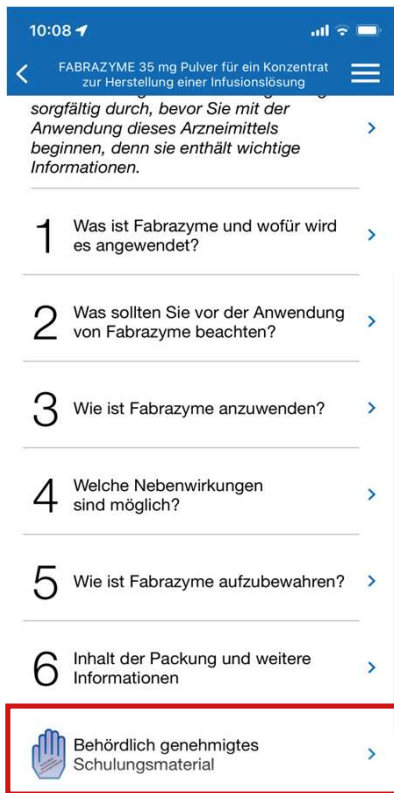 10:08
FABRAZYME 35 mg Pulver für ein Konzentrat
zur Herstellung einer Infusionslösung
sorgfältig durch, bevor Sie mit der
Anwendung dieses Arzneimittels
beginnen, denn sie enthält wichtige
Informationen.
1 Was ist Fabrazyme und wofür wird
es angewendet?
2 Was sollten Sie vor der Anwendung
von Fabrazyme beachten?
3 Wie ist Fabrazyme anzuwenden?
4 Welche Nebenwirkungen
sind möglich?
5 Wie ist Fabrazyme aufzubewahren?
6 Inhalt der Packung und weitere
Informationen
Behördlich genehmigtes
Schulungsmaterial